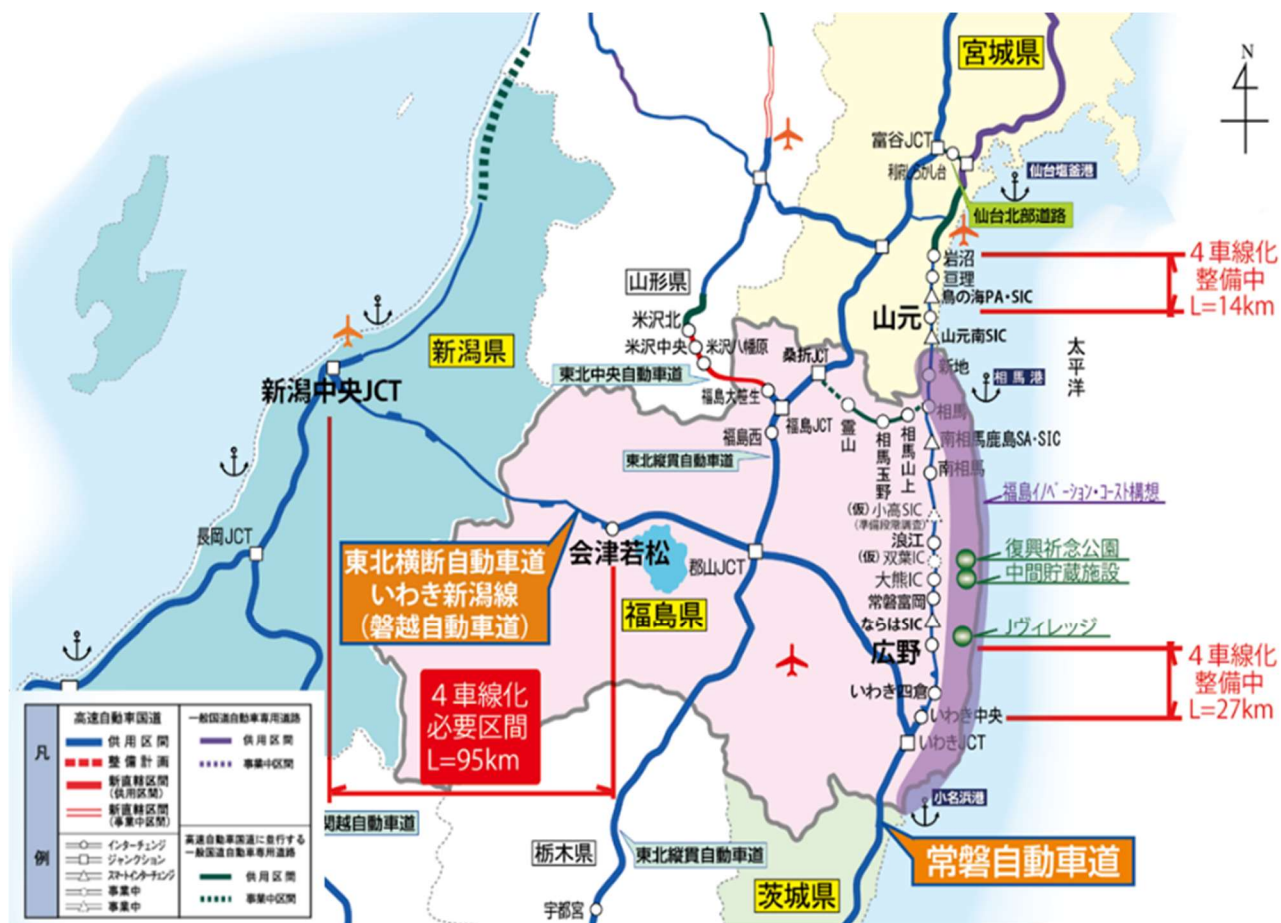 N
宮城県
富谷JCT
利府しらかし台
仙台塩釜港
仙台北部道路
4車線化
整備中
L=14km
岩沼
亘理
鳥の海PA・SIC
山元
山元南SIC
山形県
米沢北
米沢中央
米沢八幡原
東北中央自動車道
福島大笹生
桑折JCT
福島JCT
福島西
東北縦貫自動車道
霊山
相馬玉野
相馬山上
新地
相馬港
相馬
太平洋
南相馬鹿島SA・SIC
南相馬
福島イノベーション・コースト構想
(仮)小高SIC
(準備段階調査)
浪江
(仮)双葉IC
大熊IC
常磐富岡
ならはSIC
広野
復興祈念公園
中間貯蔵施設
Jヴィレッジ
4車線化
整備中
L=27km
いわき四倉
いわき中央
いわきJCT
小名浜港
常磐自動車道
新潟県
新潟中央JCT
長岡JCT
会津若松
郡山JCT
福島県
東北横断自動車道
いわき新潟線
(磐越自動車道)
4車線化
必要区間
L=95km
関越自動車道
栃木県
東北縦貫自動車道
宇都宮
茨城県
凡例
高速自動車国道
供用区間
整備計画
新直轄区間
(供用区間)
新直轄区間
(事業中区間)
一般国道自動車専用道路
供用区間
事業中区間
インターチェンジ
ジャンクション
スマートインターチェンジ
事業中
事業中
高速自動車国道に並行する
一般国道自動車専用道路
供用区間
事業中区間